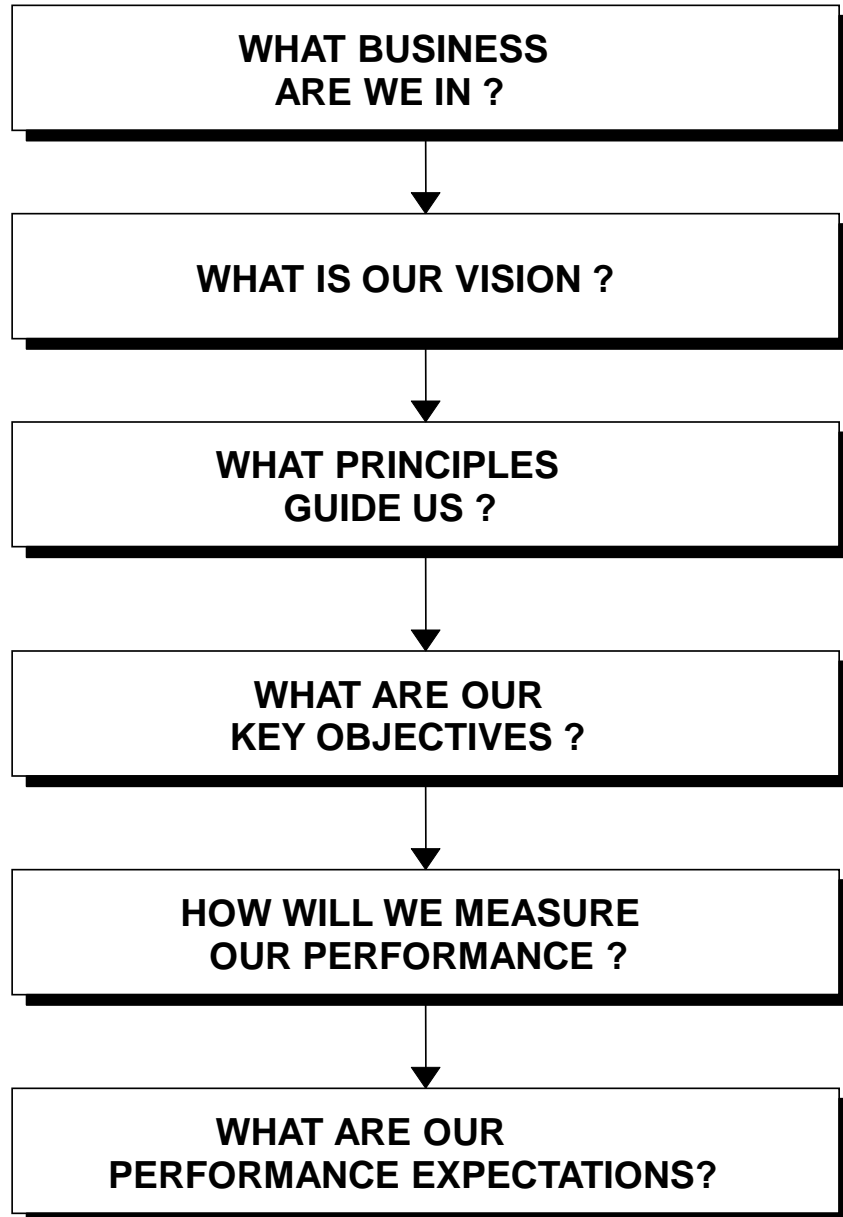 WHAT BUSINESS
ARE WE IN ?
WHAT IS OUR VISION ?
WHAT PRINCIPLES
GUIDE US ?
WHAT ARE OUR
KEY OBJECTIVES ?
HOW WILL WE MEASURE
OUR PERFORMANCE ?
WHAT ARE OUR
PERFORMANCE EXPECTATIONS?